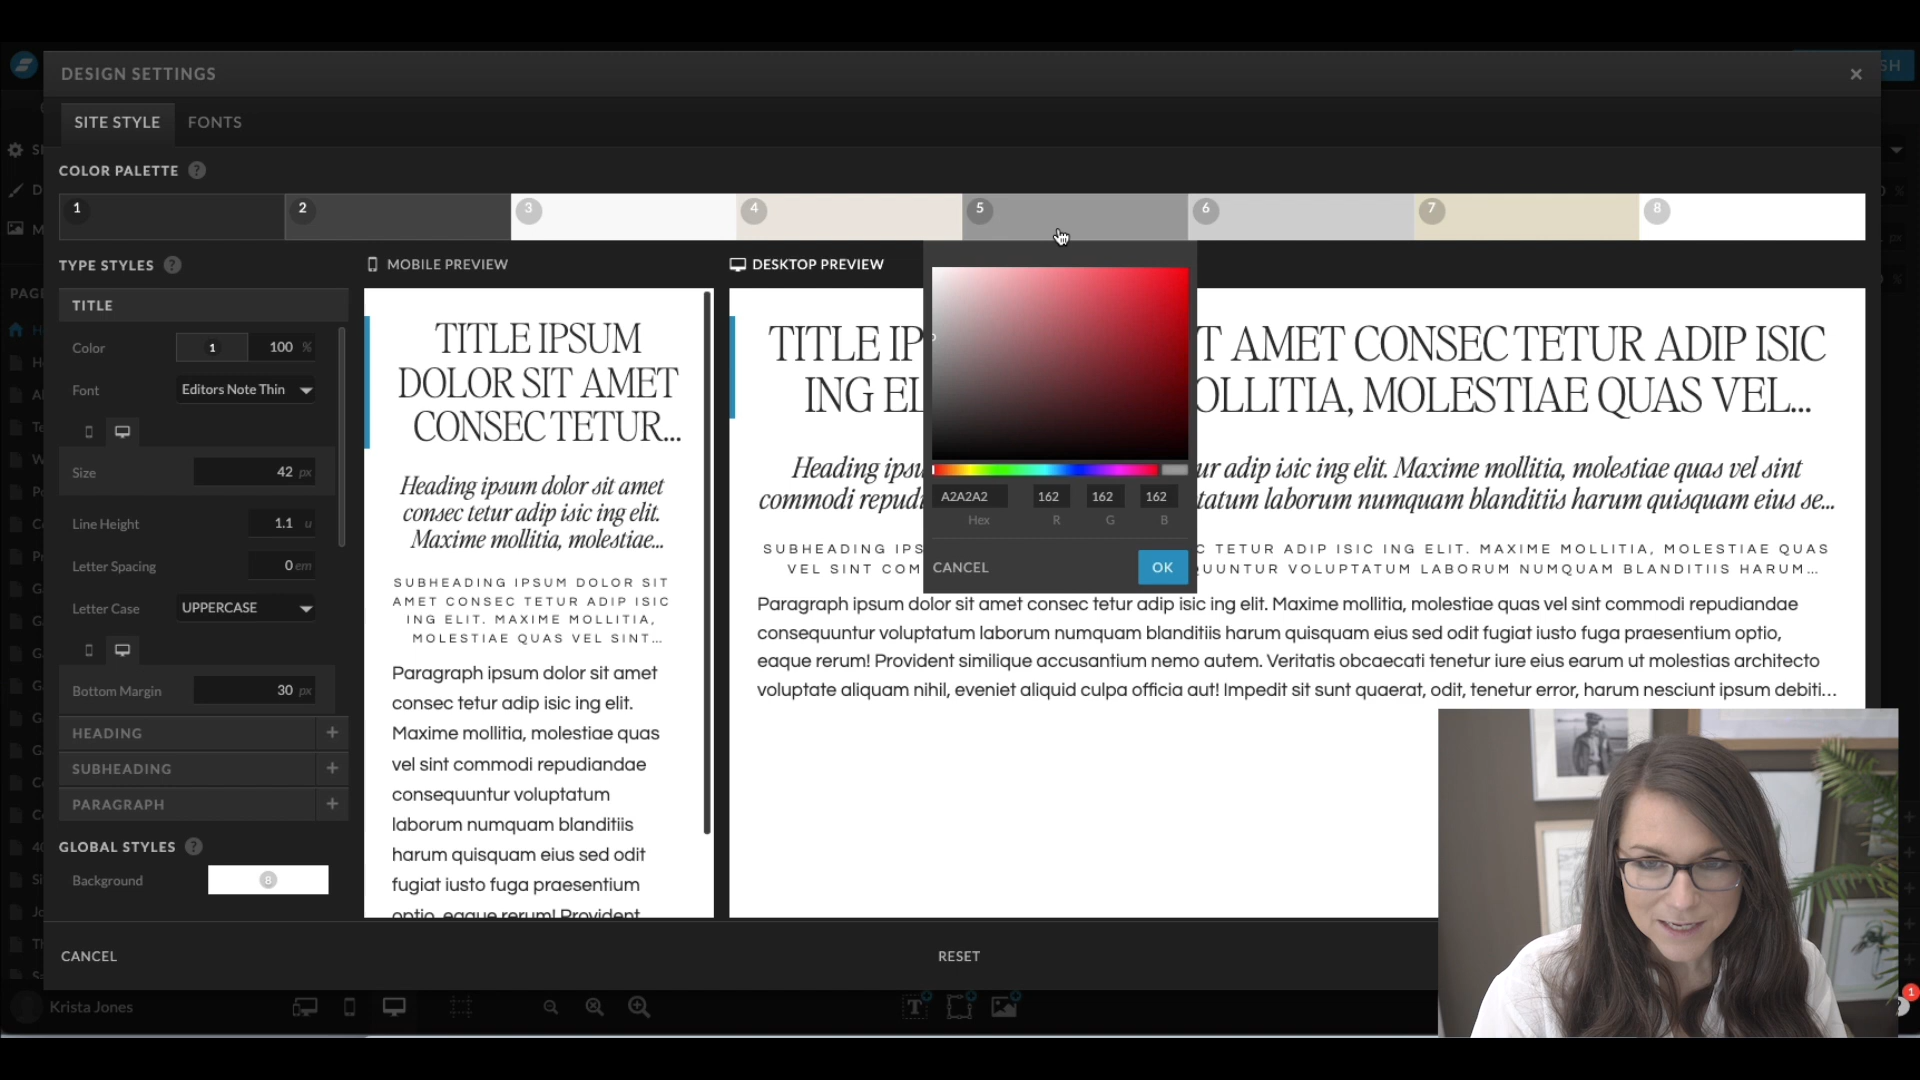 SH
DESIGN SETTINGS
SITE STYLE
FONTS
COLOR PALETTE ?
1
2
3
4
5
6
7
8
TYPE STYLES ?
MOBILE PREVIEW
DESKTOP PREVIEW
TITLE
Color
1
100 %
Font
Editors Note Thin
Size
42 px
Line Height
1.1 u
Letter Spacing
0 em
Letter Case
UPPERCASE
Bottom Margin
30 px
HEADING +
SUBHEADING +
PARAGRAPH +
GLOBAL STYLES ?
Background
8
TITLE IPSUM
DOLOR SIT AMET
CONSEC TETUR...
Heading ipsum dolor sit amet
consec tetur adip isic ing elit.
Maxime mollitia, molestiae...
SUBHEADING IPSUM DOLOR SIT
AMET CONSEC TETUR ADIP ISIC
ING ELIT. MAXIME MOLLITIA,
MOLESTIAE QUAS VEL SINT...
Paragraph ipsum dolor sit amet
consec tetur adip isic ing elit.
Maxime mollitia, molestiae quas
vel sint commodi repudiandae
consequuntur voluptatum
laborum numquam blanditiis
harum quisquam eius sed odit
fugiat iusto fuga praesentium
optio, eaque rerum! Provident
TITLE IP T AMET CONSEC TETUR ADIP ISIC
ING EL OLLITIA, MOLESTIAE QUAS VEL...
Heading ipsu ur adip isic ing elit. Maxime mollitia, molestiae quas vel sint
commodi repud tatum laborum numquam blanditiis harum quisquam eius se...
SUBHEADING IPS C TETUR ADIP ISIC ING ELIT. MAXIME MOLLITIA, MOLESTIAE QUAS
VEL SINT COM UUNTUR VOLUPTATUM LABORUM NUMQUAM BLANDITIIS HARUM...
Paragraph ipsum dolor sit amet consec tetur adip isic ing elit. Maxime mollitia, molestiae quas vel sint commodi repudiandae
consequuntur voluptatum laborum numquam blanditiis harum quisquam eius sed odit fugiat iusto fuga praesentium optio,
eaque rerum! Provident similique accusantium nemo autem. Veritatis obcaecati tenetur iure eius earum ut molestias architecto
voluptate aliquam nihil, eveniet aliquid culpa officia aut! Impedit sit sunt quaerat, odit, tenetur error, harum nesciunt ipsum debiti...
A2A2A2 162 162 162
Hex R G B
CANCEL
OK
CANCEL
RESET
Krista Jones
T
1